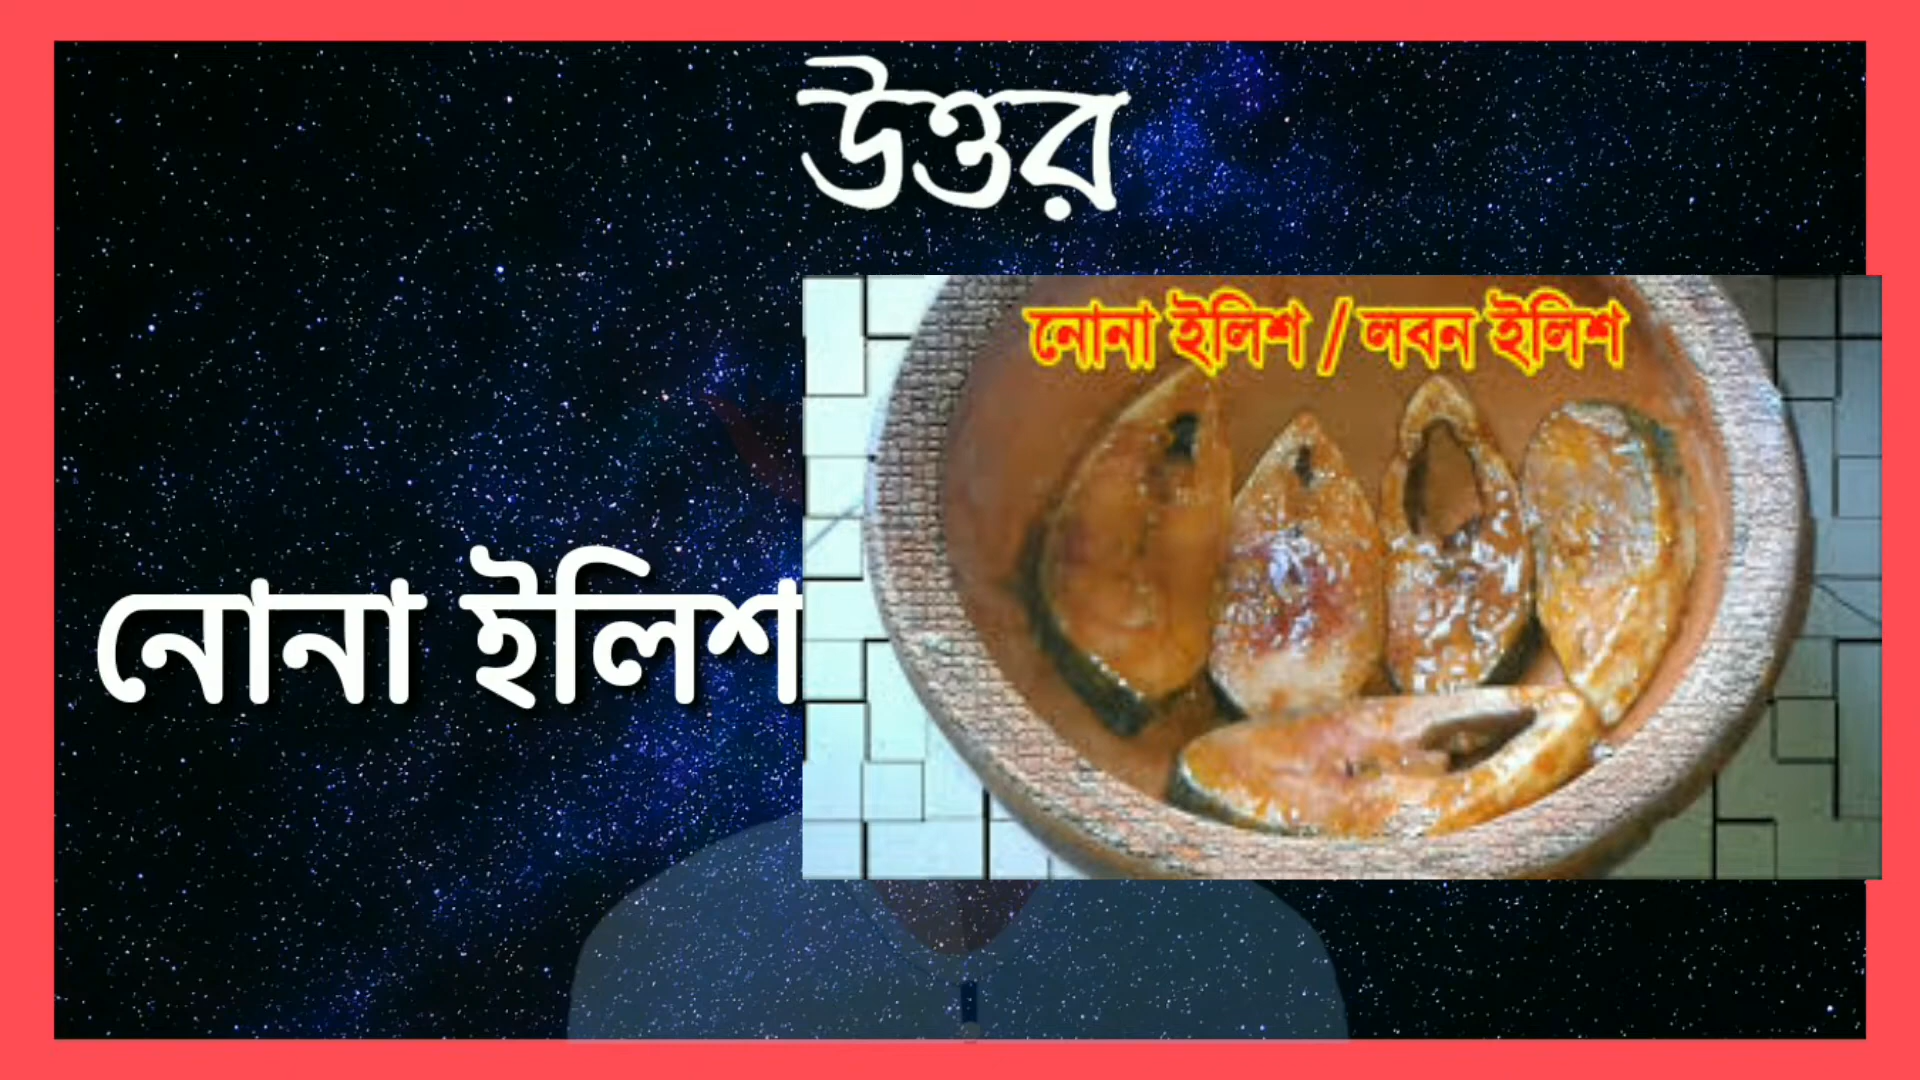 উত্তর
নোনা ইলিশ / লবন ইলিশ
নোনা ইলিশ